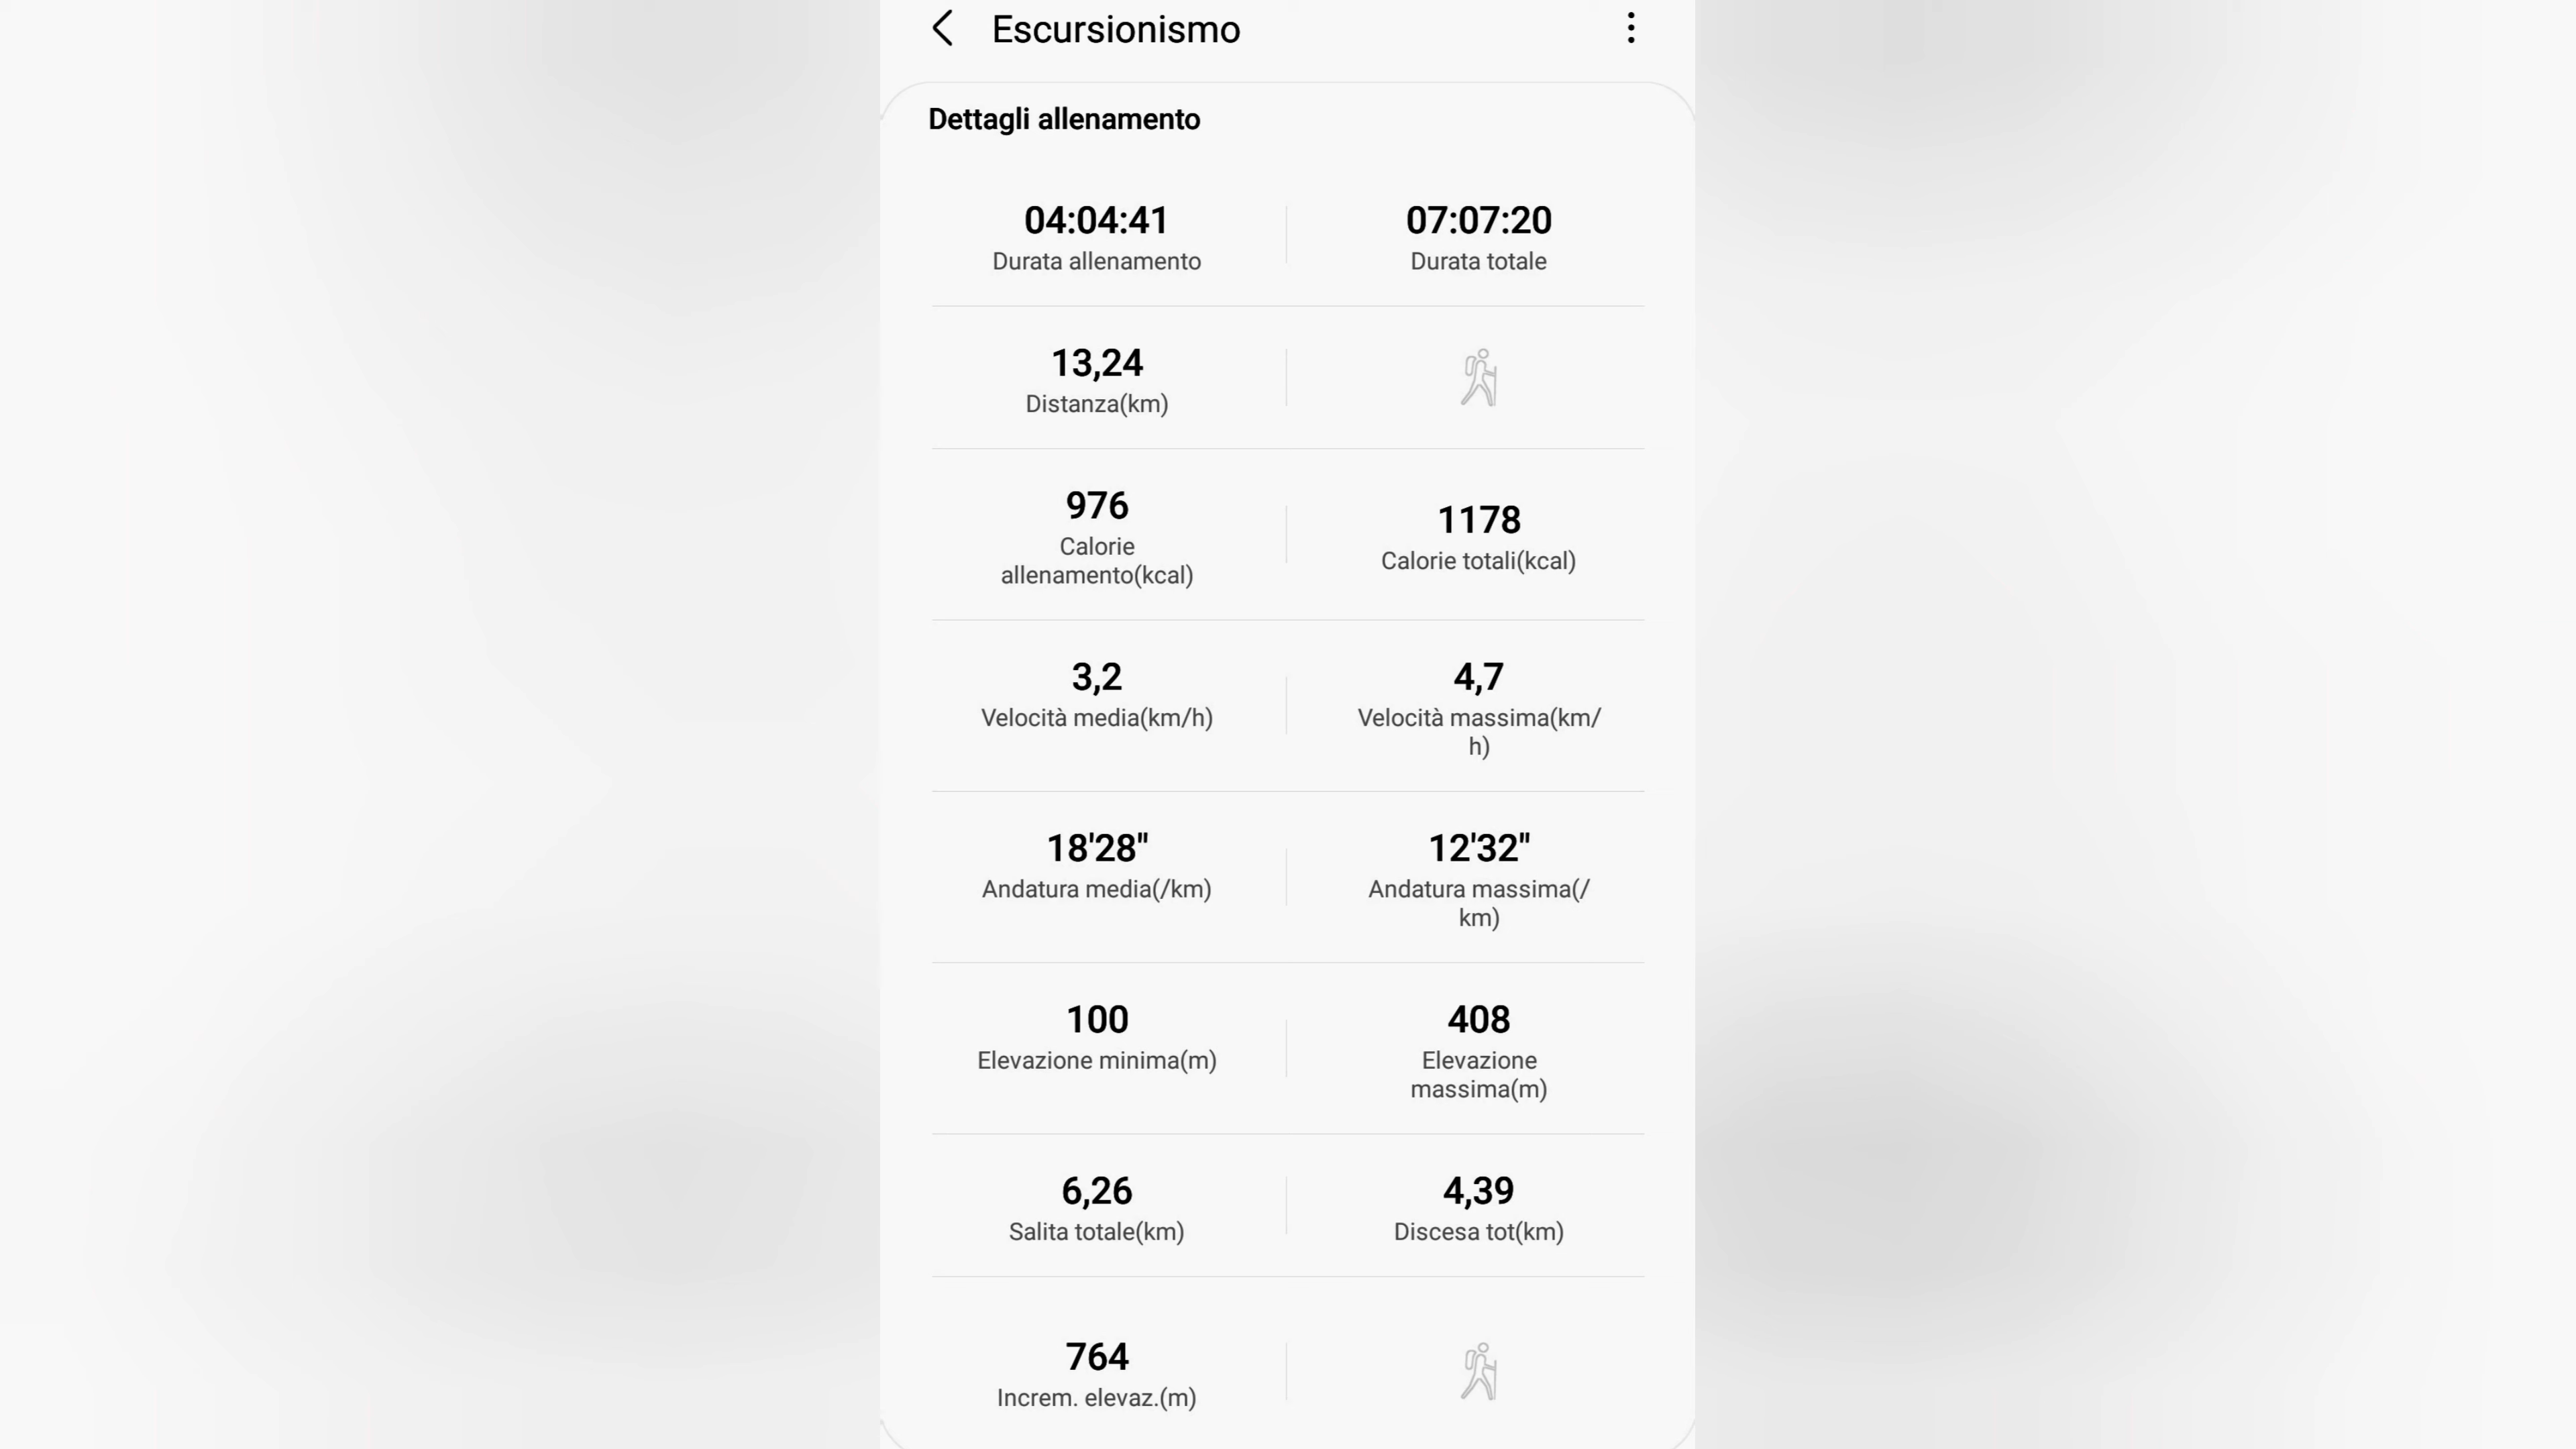 Escursionismo
Dettagli allenamento
04:04:41
Durata allenamento
07:07:20
Durata totale
13,24
Distanza(km)
976
Calorie
allenamento(kcal)
1178
Calorie totali(kcal)
3,2
Velocità media(km/h)
4,7
Velocità massima(km/
h)
18'28"
Andatura media(/km)
12'32"
Andatura massima(/
km)
100
Elevazione minima(m)
408
Elevazione
massima(m)
6,26
Salita totale(km)
4,39
Discesa tot(km)
764
Increm. elevaz.(m)